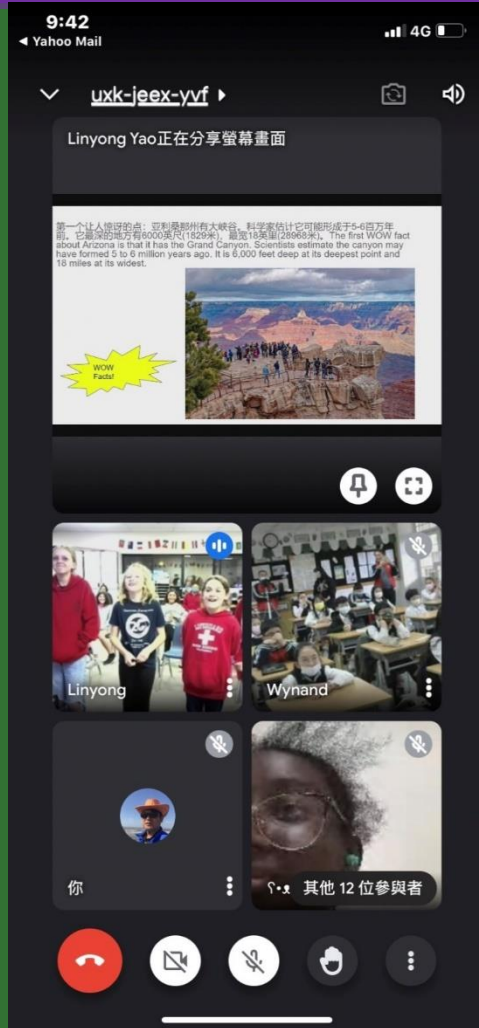 9:42
4G
◀ Yahoo Mail
uxk-jeex-yvf
Linyong Yao正在分享螢幕畫面
第一个让人惊讶的点：亚利桑那州有大峡谷。科学家估计它可能形成于5-6百万年
前。它最深的地方有6000英尺(1829米)，最宽18英里(28968米)。The first WOW fact
about Arizona is that it has the Grand Canyon. Scientists estimate the canyon may
have formed 5 to 6 million years ago. It is 6,000 feet deep at its deepest point and
18 miles at its widest.
WOW
Facts!
Linyong
Wynand
你
其他 12 位參與者